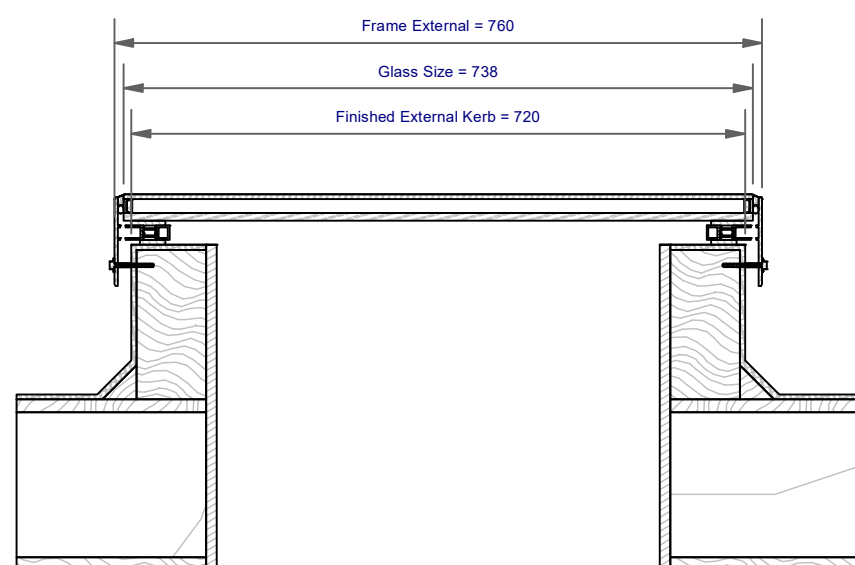 Frame External = 760
Glass Size = 738
Finished External Kerb = 720